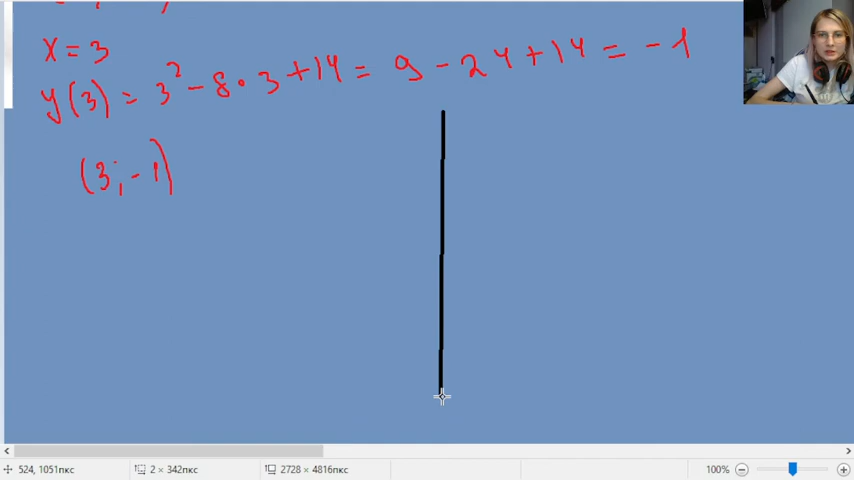 x = 3
y(3) = 3² - 8 • 3 + 14 = 9 - 24 + 14 = - 1
(3; - 1)
524, 1051пкс
2 × 342пкс
2728 × 4816пкс
100%